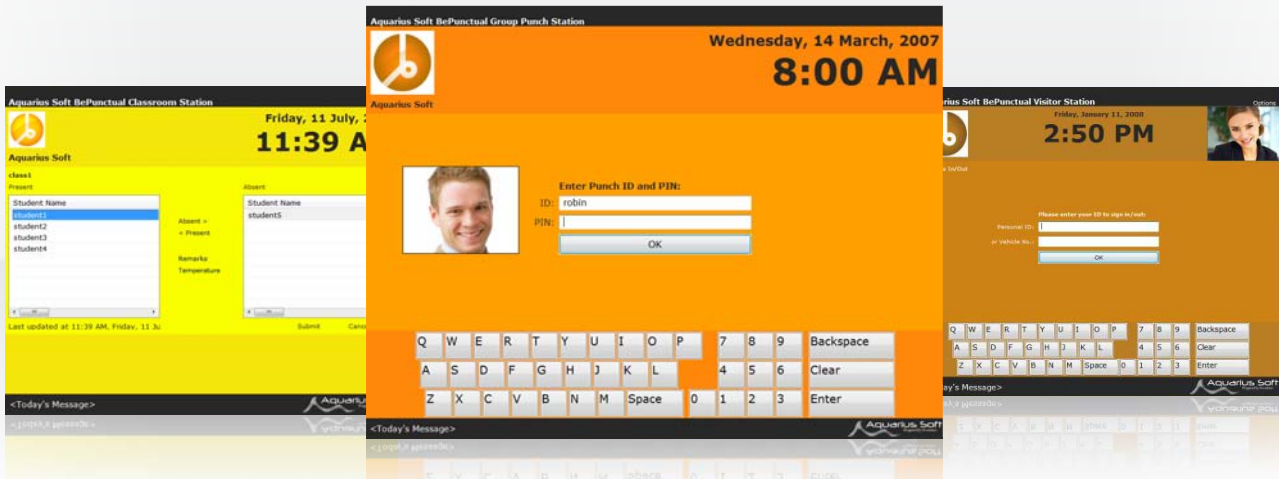 Aquarius Soft BePunctual Classroom Station
Friday, 11 July,
11:39 A
Aquarius Soft
class1
Present
Absent
Student Name
student1
student2
student3
student4
Absent >
< Present
Remarks
Temperature
Student Name
student5
Last updated at 11:39 AM, Friday, 11 Ju
Submit
<Today's Message>
Aquarius Soft BePunctual Group Punch Station
Wednesday, 14 March, 2007
8:00 AM
Aquarius Soft
Enter Punch ID and PIN:
ID: robin
PIN:
OK
Q W E R T Y U I O P 7 8 9 Backspace
A S D F G H J K L 4 5 6 Clear
Z X C V B N M Space 0 1 2 3 Enter
<Today's Message>
Aquarius Soft
rius Soft BePunctual Visitor Station
Options
Friday, January 11, 2008
2:50 PM
In/Out
Please enter your ID to sign in/out:
Personal ID:
or Vehicle No.:
OK
Q W E R T Y U I O P 7 8 9 Backspace
A S D F G H J K L 4 5 6 Clear
Z X C V B N M Space 0 1 2 3 Enter
ay's Message>
Aquarius Soft